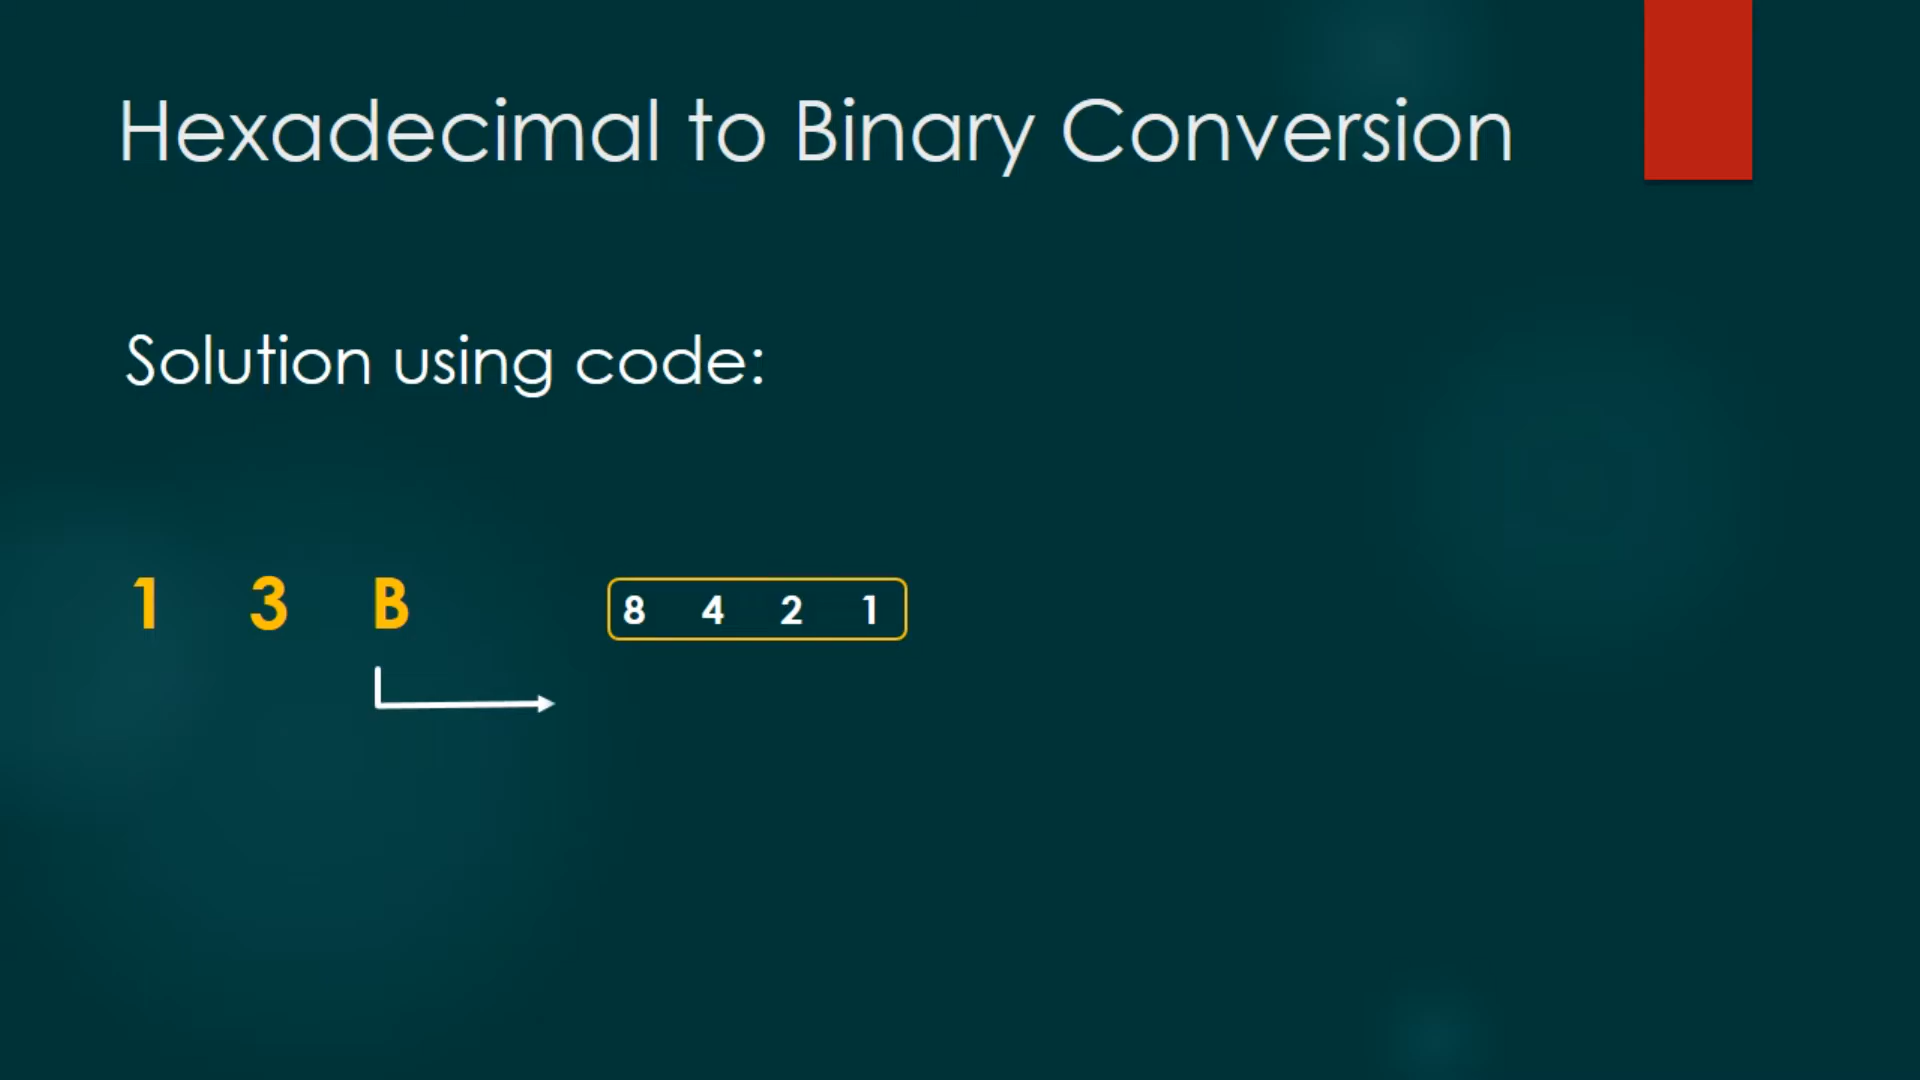 Hexadecimal to Binary Conversion
Solution using code:
1 3 B 8 4 2 1